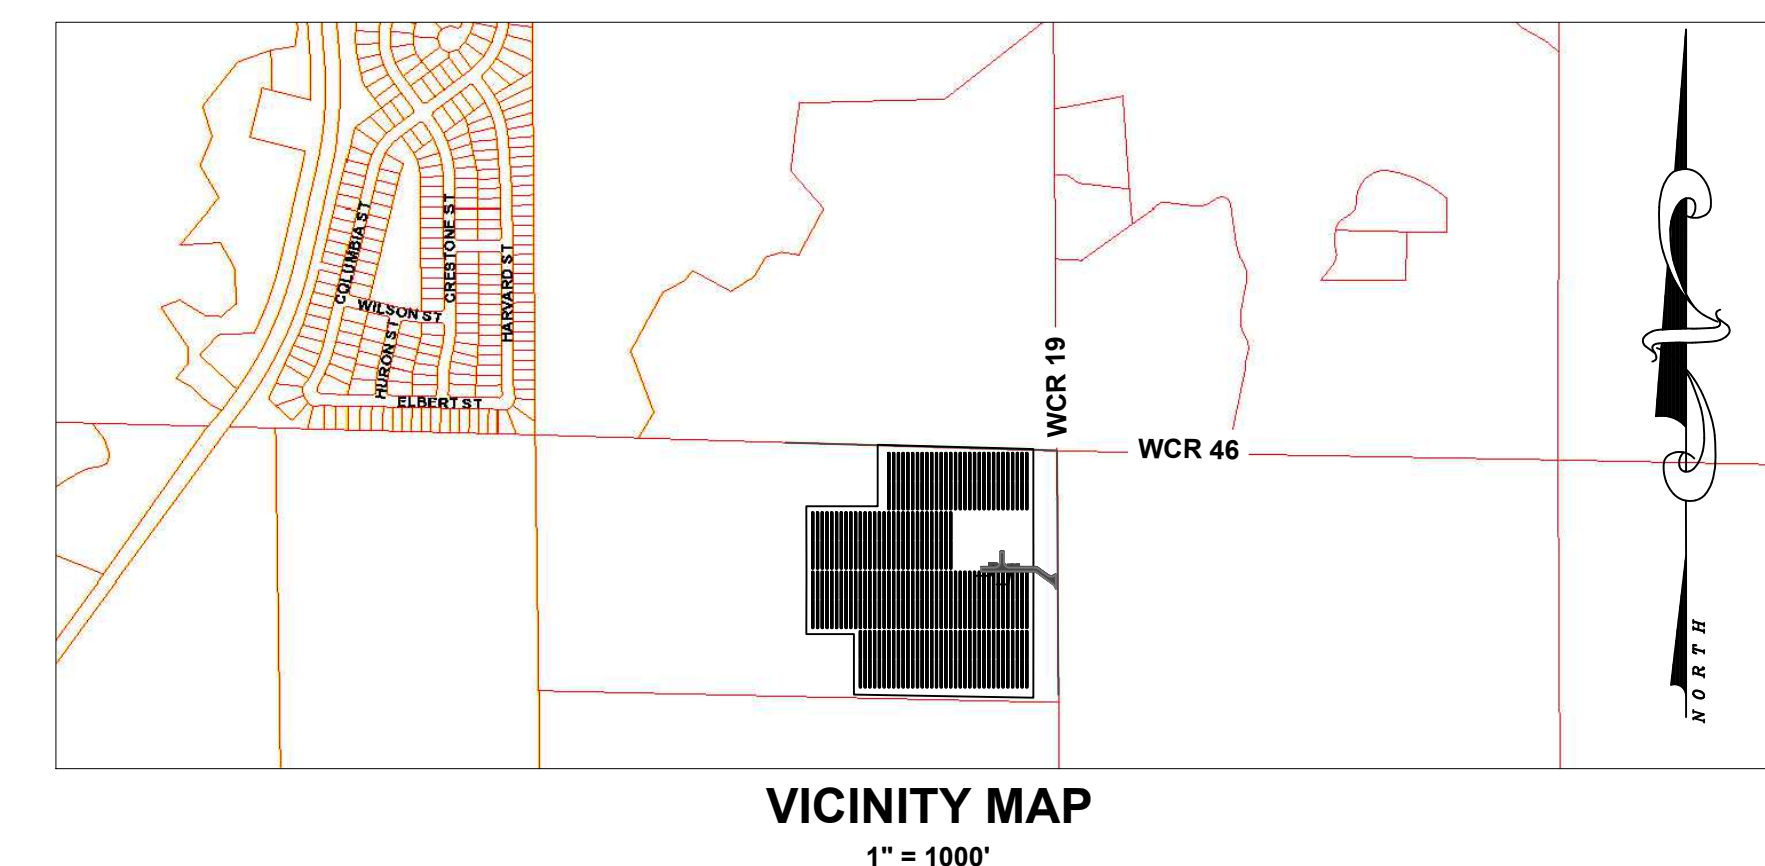 COLUMBIA ST
CRESTONE ST
HARVARD ST
WILSON ST
HURON ST
ELBERT ST
WCR 19
WCR 46
NORTH
VICINITY MAP
1" = 1000'